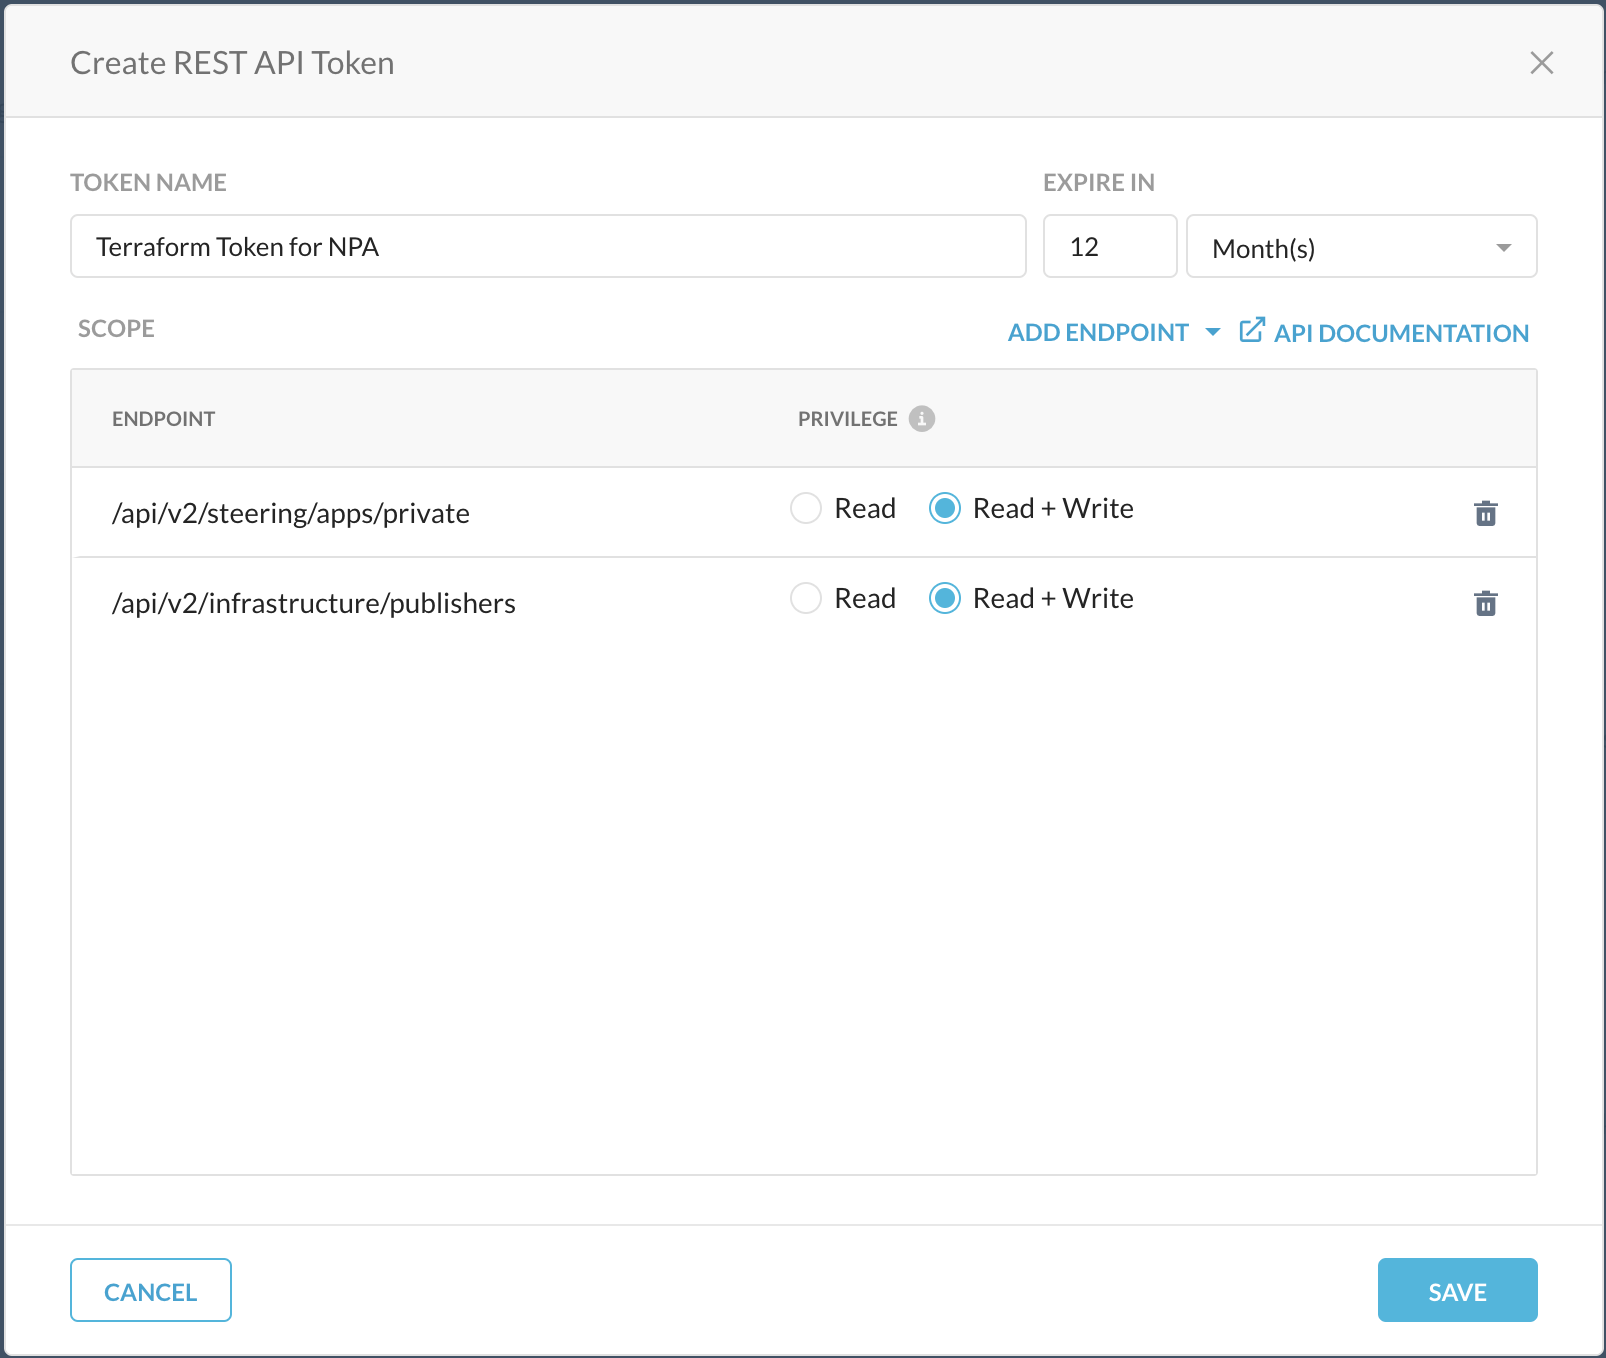 Create REST API Token
TOKEN NAME
EXPIRE IN
Terraform Token for NPA
12
Month(s)
SCOPE
ADD ENDPOINT
API DOCUMENTATION
ENDPOINT
PRIVILEGE
/api/v2/steering/apps/private
Read
Read + Write
/api/v2/infrastructure/publishers
Read
Read + Write
CANCEL
SAVE